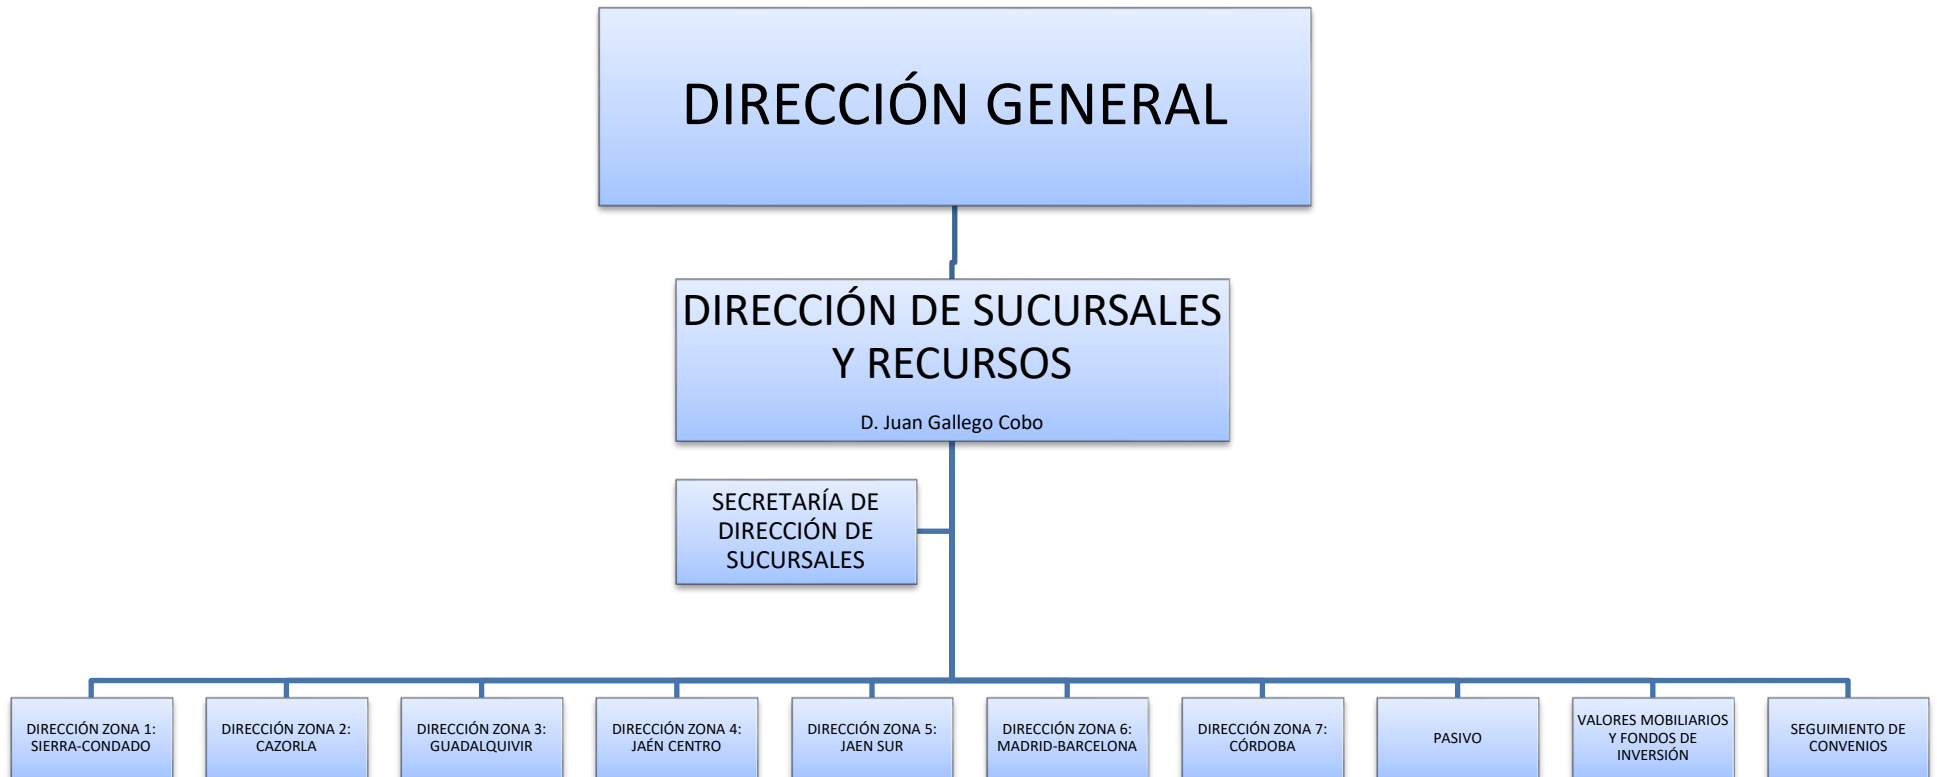 DIRECCIÓN GENERAL
DIRECCIÓN DE SUCURSALES
Y RECURSOS
D. Juan Gallego Cobo
SECRETARÍA DE
DIRECCIÓN DE
SUCURSALES
DIRECCIÓN ZONA 1:
SIERRA-CONDADO
DIRECCIÓN ZONA 2:
CAZORLA
DIRECCIÓN ZONA 3:
GUADALQUIVIR
DIRECCIÓN ZONA 4:
JAÉN CENTRO
DIRECCIÓN ZONA 5:
JAEN SUR
DIRECCIÓN ZONA 6:
MADRID-BARCELONA
DIRECCIÓN ZONA 7:
CÓRDOBA
PASIVO
VALORES MOBILIARIOS
Y FONDOS DE
INVERSIÓN
SEGUIMIENTO DE
CONVENIOS